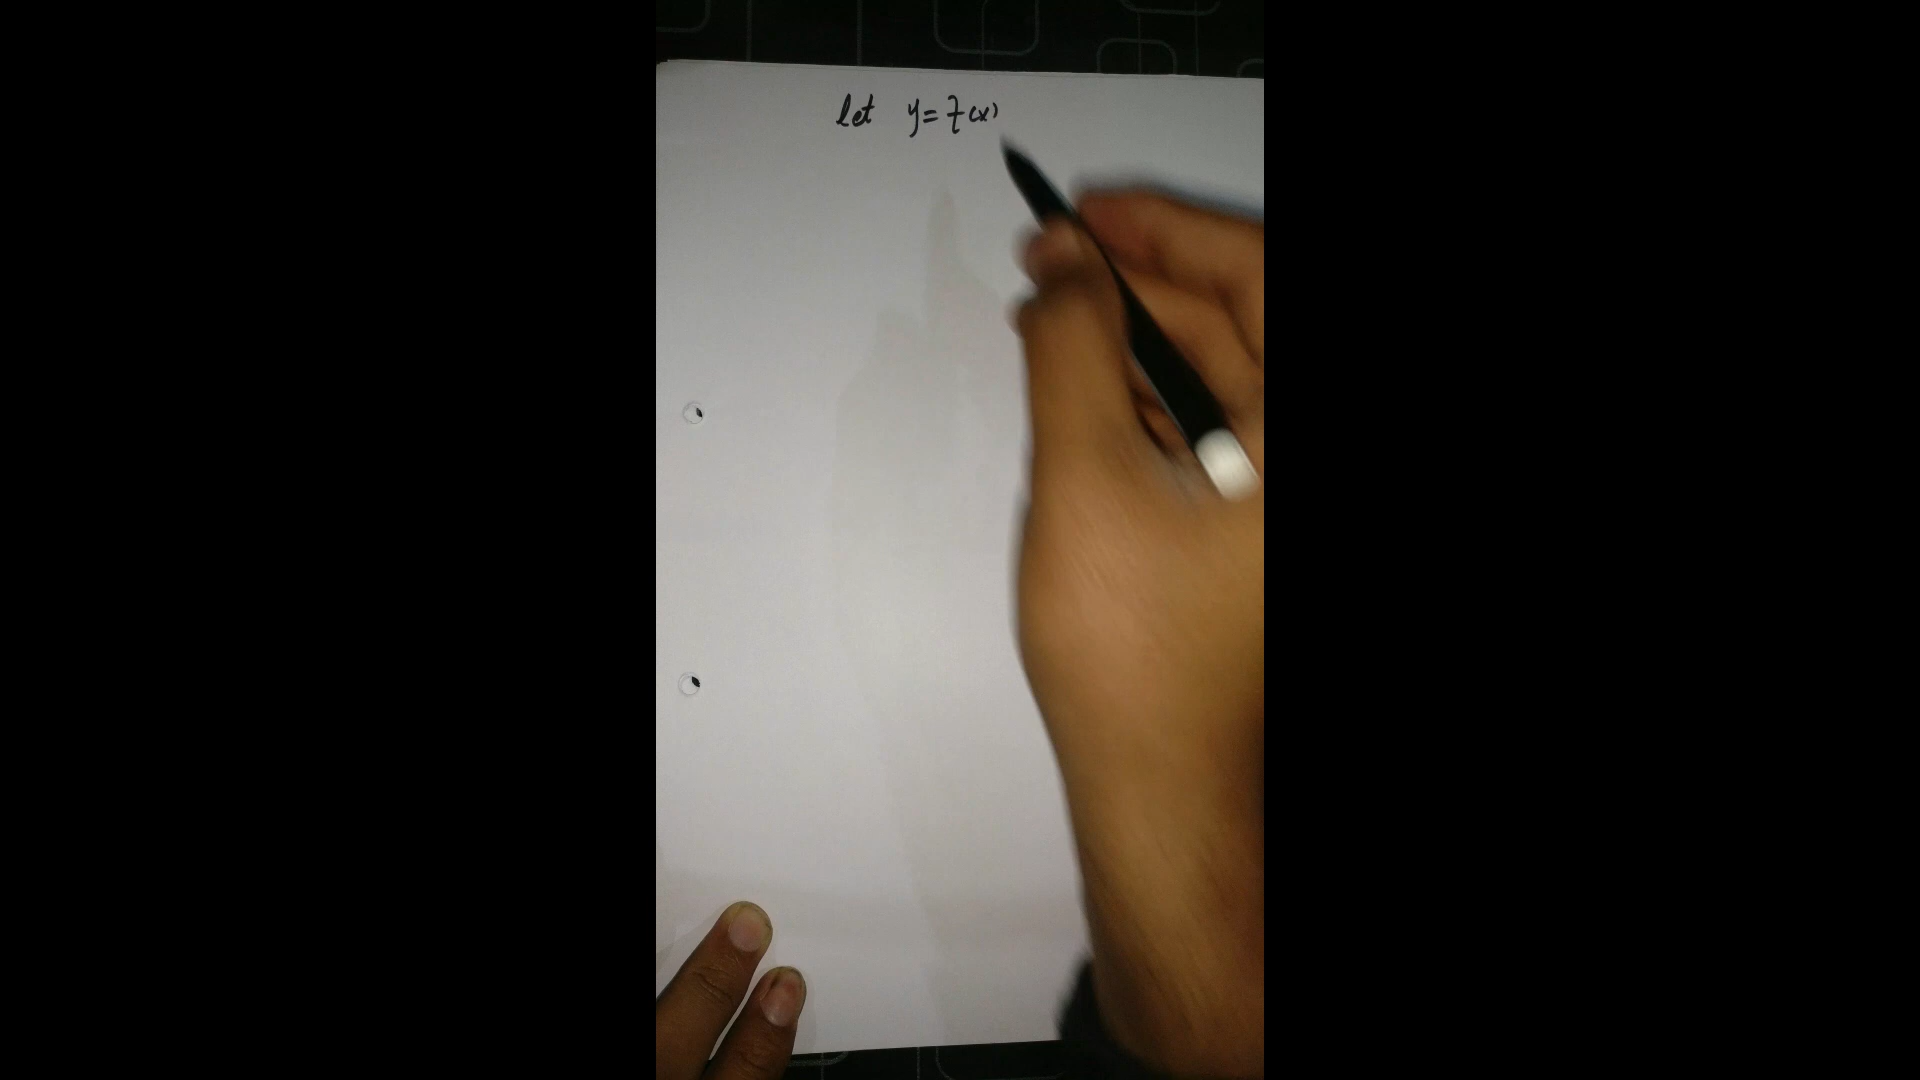 let y = f(x)